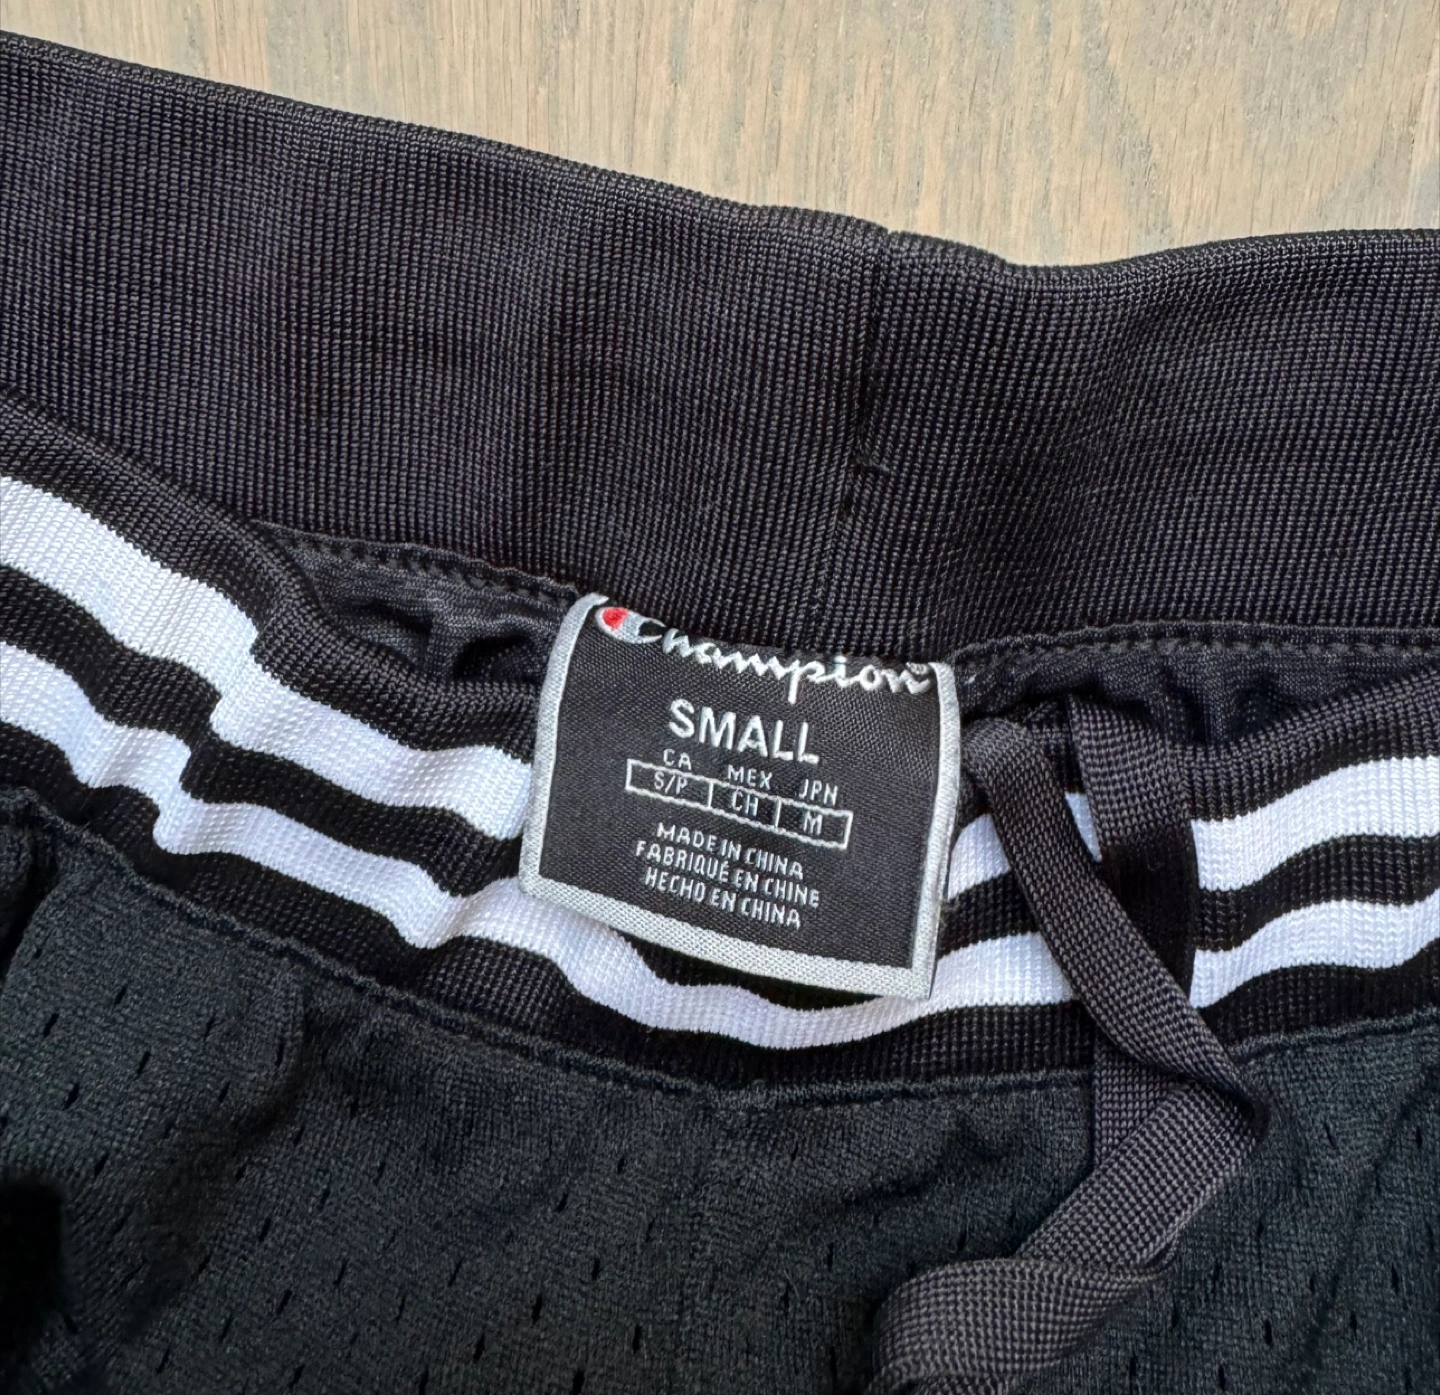 Champion®
SMALL
CA MEX JPN
S/P CH M
MADE IN CHINA
FABRIQUÉ EN CHINE
HECHO EN CHINA